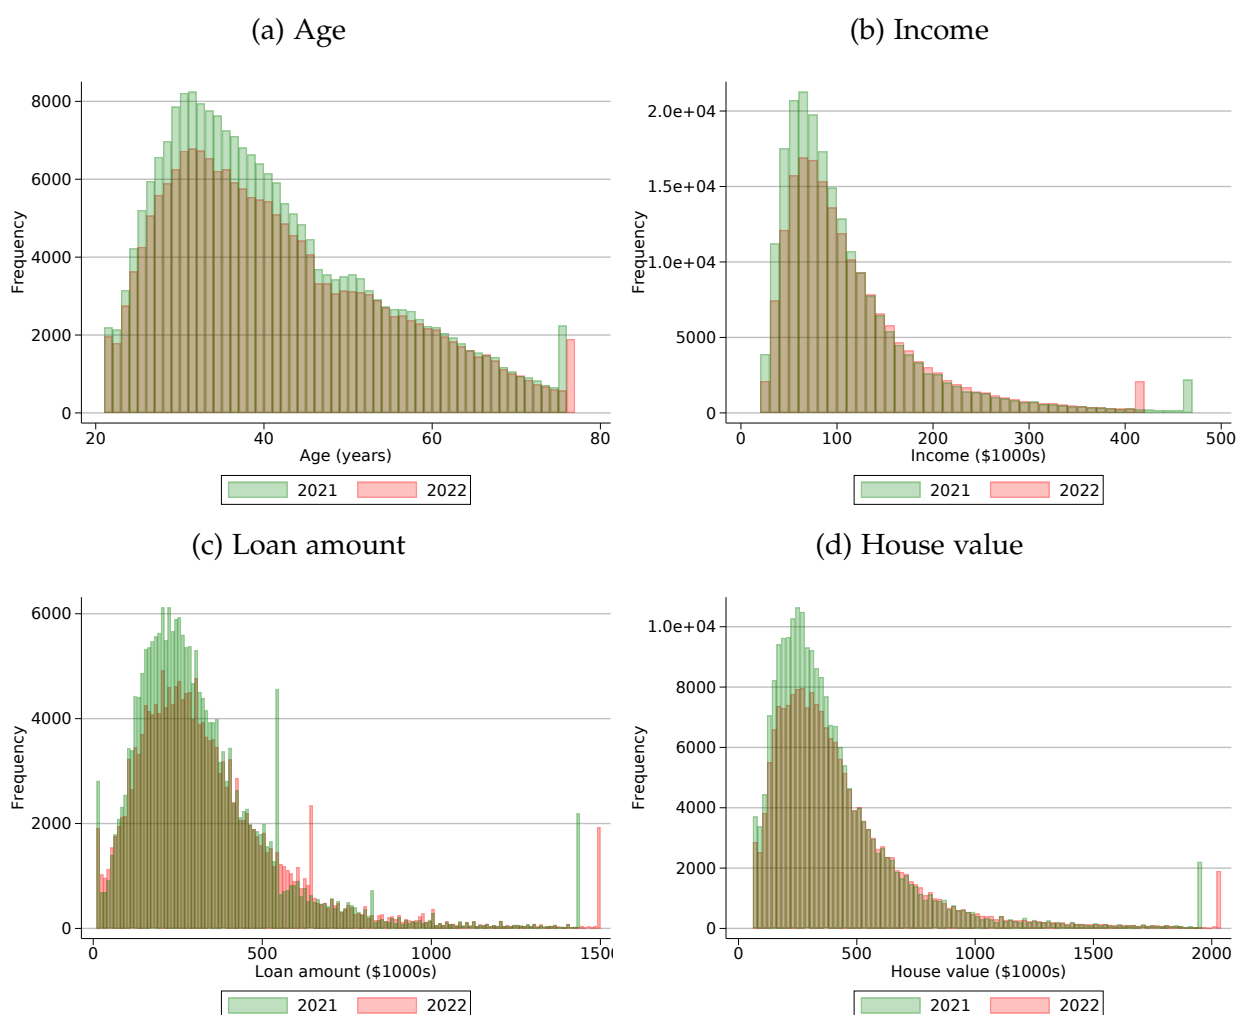 (a) Age
Frequency
8000
6000
4000
2000
0
20 40 60 80
Age (years)
2021 2022
(b) Income
Frequency
2.0e+04
1.5e+04
1.0e+04
5000
0
0 100 200 300 400 500
Income ($1000s)
2021 2022
(c) Loan amount
Frequency
6000
4000
2000
0
0 500 1000 1500
Loan amount ($1000s)
2021 2022
(d) House value
Frequency
1.0e+04
8000
6000
4000
2000
0
0 500 1000 1500 2000
House value ($1000s)
2021 2022